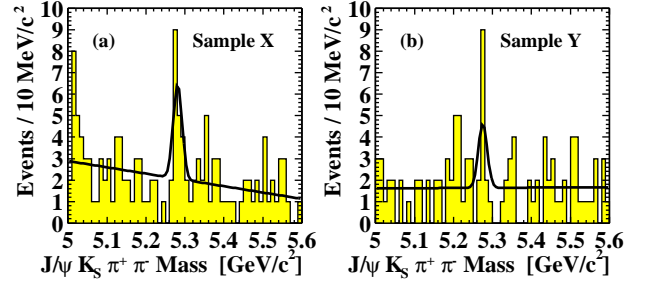 Events / 10 MeV/c²
10
9
8
7
6
5
4
3
2
1
0
(a) Sample X
5 5.1 5.2 5.3 5.4 5.5 5.6
J/ψ K_S π⁺ π⁻ Mass [GeV/c²]
Events / 10 MeV/c²
10
9
8
7
6
5
4
3
2
1
0
(b) Sample Y
5 5.1 5.2 5.3 5.4 5.5 5.6
J/ψ K_S π⁺ π⁻ Mass [GeV/c²]